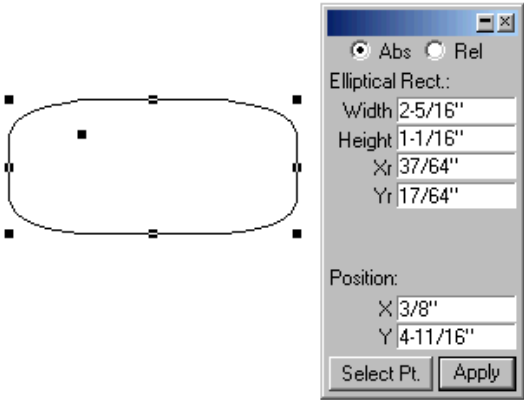 Abs Rel
Elliptical Rect.:
Width 2-5/16"
Height 1-1/16"
Xr 37/64"
Yr 17/64"
Position:
X 3/8"
Y 4-11/16"
Select Pt. Apply